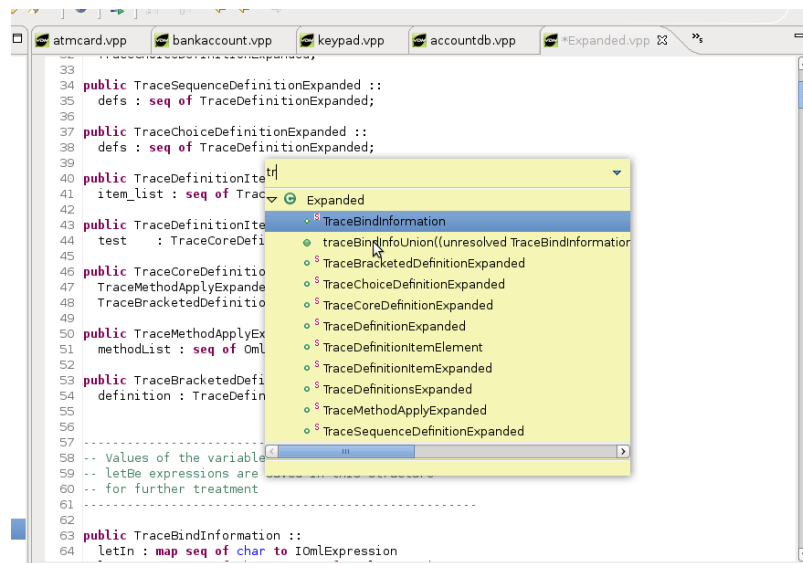 atmcard.vpp bankaccount.vpp keypad.vpp accountdb.vpp *Expanded.vpp »5
33
34 public TraceSequenceDefinitionExpanded ::
35 defs : seq of TraceDefinitionExpanded;
36
37 public TraceChoiceDefinitionExpanded ::
38 defs : seq of TraceDefinitionExpanded;
39
40 public TraceDefinitionIte
41 item_list : seq of Trac
42
43 public TraceDefinitionIte
44 test : TraceCoreDefi
45
46 public TraceCoreDefinitio
47 TraceMethodApplyExpande
48 TraceBracketedDefinitio
49
50 public TraceMethodApplyEx
51 methodList : seq of Oml
52
53 public TraceBracketedDefi
54 definition : TraceDefin
55
56
57 ----------------------------------------------------------
58 -- Values of the variable
59 -- letBe expressions are saved in this structure
60 -- for further treatment
61 ----------------------------------------------------------
62
63 public TraceBindInformation ::
64 letIn : map seq of char to IOmlExpression
tr
Expanded
TraceBindInformation
traceBindInfoUnion((unresolved TraceBindInformation
TraceBracketedDefinitionExpanded
TraceChoiceDefinitionExpanded
TraceCoreDefinitionExpanded
TraceDefinitionExpanded
TraceDefinitionItemElement
TraceDefinitionItemExpanded
TraceDefinitionsExpanded
TraceMethodApplyExpanded
TraceSequenceDefinitionExpanded